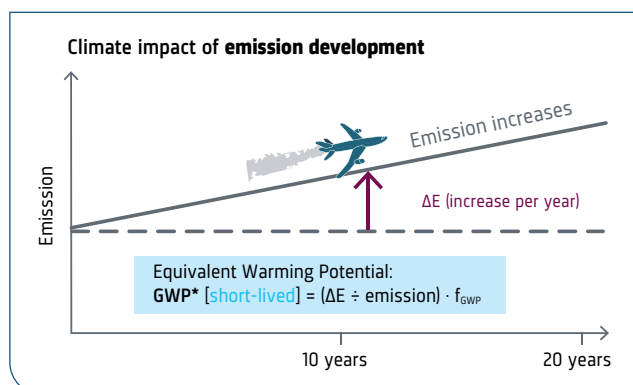 Climate impact of emission development
Emisssion
Emission increases
ΔE (increase per year)
Equivalent Warming Potential:
GWP* [short-lived] = (ΔE ÷ emission) · fGWP
10 years
20 years